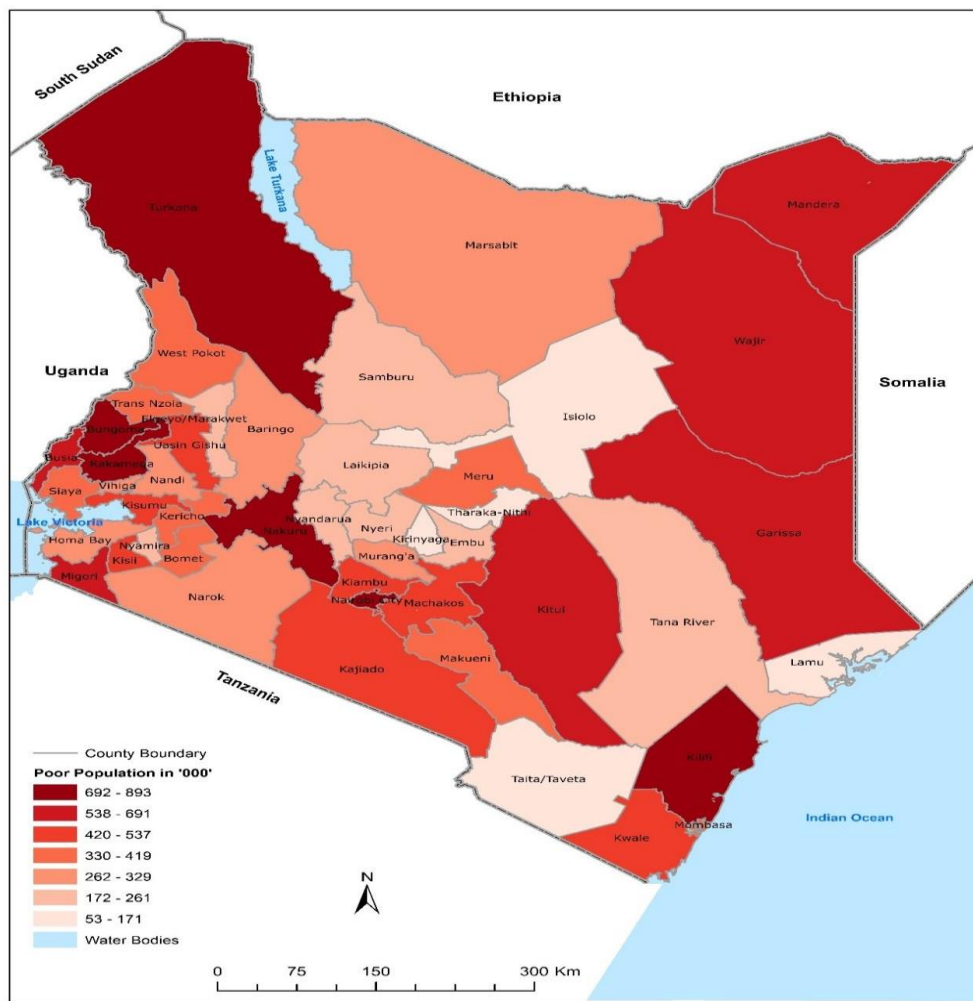 South Sudan
Ethiopia
Lake Turkana
Turkana
Mandera
Marsabit
Wajir
West Pokot
Uganda
Samburu
Somalia
Trans Nzoia
Isiolo
Elgeyo/Marakwet
Bungoma
Baringo
Uasin Gishu
Busia
Kakamega
Laikipia
Meru
Nandi
Vihiga
Siaya
Kisumu
Tharaka-Nithi
Kericho
Lake Victoria
Nyandarua
Nyeri
Nakuru
Garissa
Kirinyaga
Homa Bay
Nyamira
Embu
Murang'a
Kisii
Bomet
Migori
Kiambu
Narok
Nairobi City
Machakos
Kitui
Tana River
Makueni
Lamu
Kajiado
Tanzania
Kilifi
Taita/Taveta
Mombasa
Kwale
Indian Ocean
County Boundary
Poor Population in '000'
692 - 893
538 - 691
420 - 537
330 - 419
262 - 329
172 - 261
53 - 171
Water Bodies
N
0 75 150 300 Km